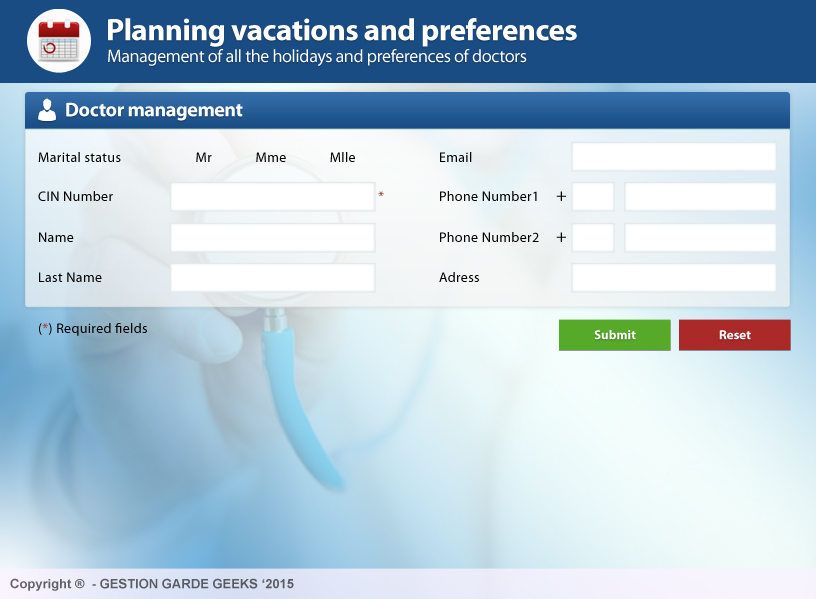 Planning vacations and preferences
Management of all the holidays and preferences of doctors
Doctor management
Marital status Mr Mme Mlle
CIN Number *
Name
Last Name
Email
Phone Number1 +
Phone Number2 +
Adress
(*) Required fields
Submit Reset
Copyright ® - GESTION GARDE GEEKS ‘2015